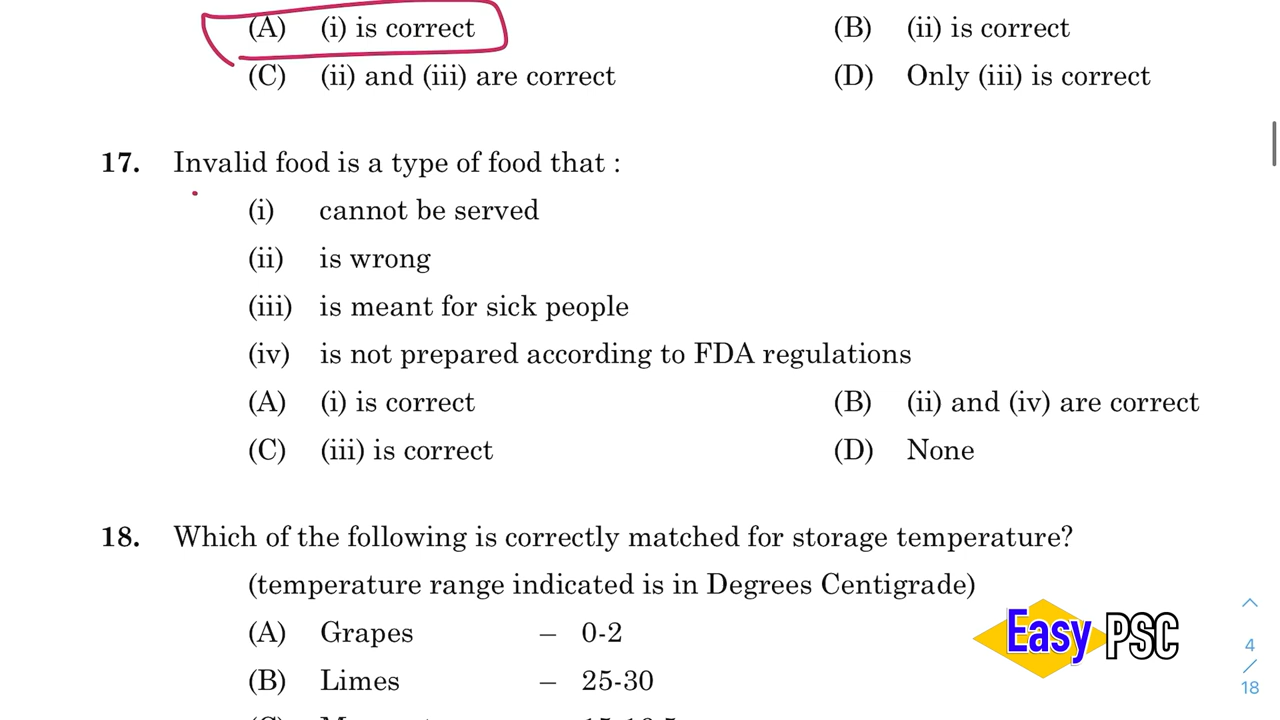 (A) (i) is correct (B) (ii) is correct
(C) (ii) and (iii) are correct (D) Only (iii) is correct
17. Invalid food is a type of food that :
(i) cannot be served
(ii) is wrong
(iii) is meant for sick people
(iv) is not prepared according to FDA regulations
(A) (i) is correct (B) (ii) and (iv) are correct
(C) (iii) is correct (D) None
18. Which of the following is correctly matched for storage temperature?
(temperature range indicated is in Degrees Centigrade)
(A) Grapes – 0-2
(B) Limes – 25-30
Easy PSC
4
/
18